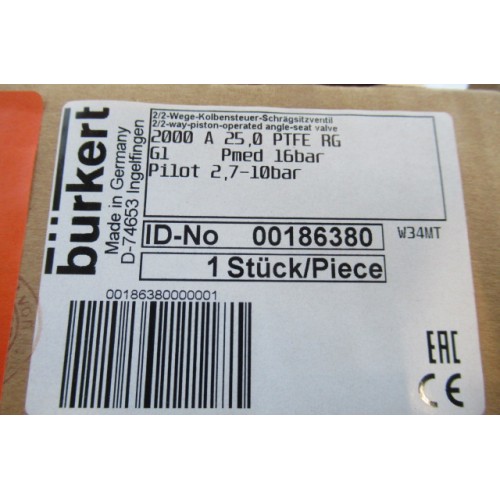 bürkert
Made in Germany
D-74653 Ingelfingen
2/2-Wege-Kolbensteuer-Schrägsitzventil
2/2-way-piston-operated angle-seat valve
2000 A 25,0 PTFE RG
G1 Pmed 16bar
Pilot 2,7-10bar
ID-No 00186380
W34MT
1 Stück/Piece
00186380000001
EAC
CE